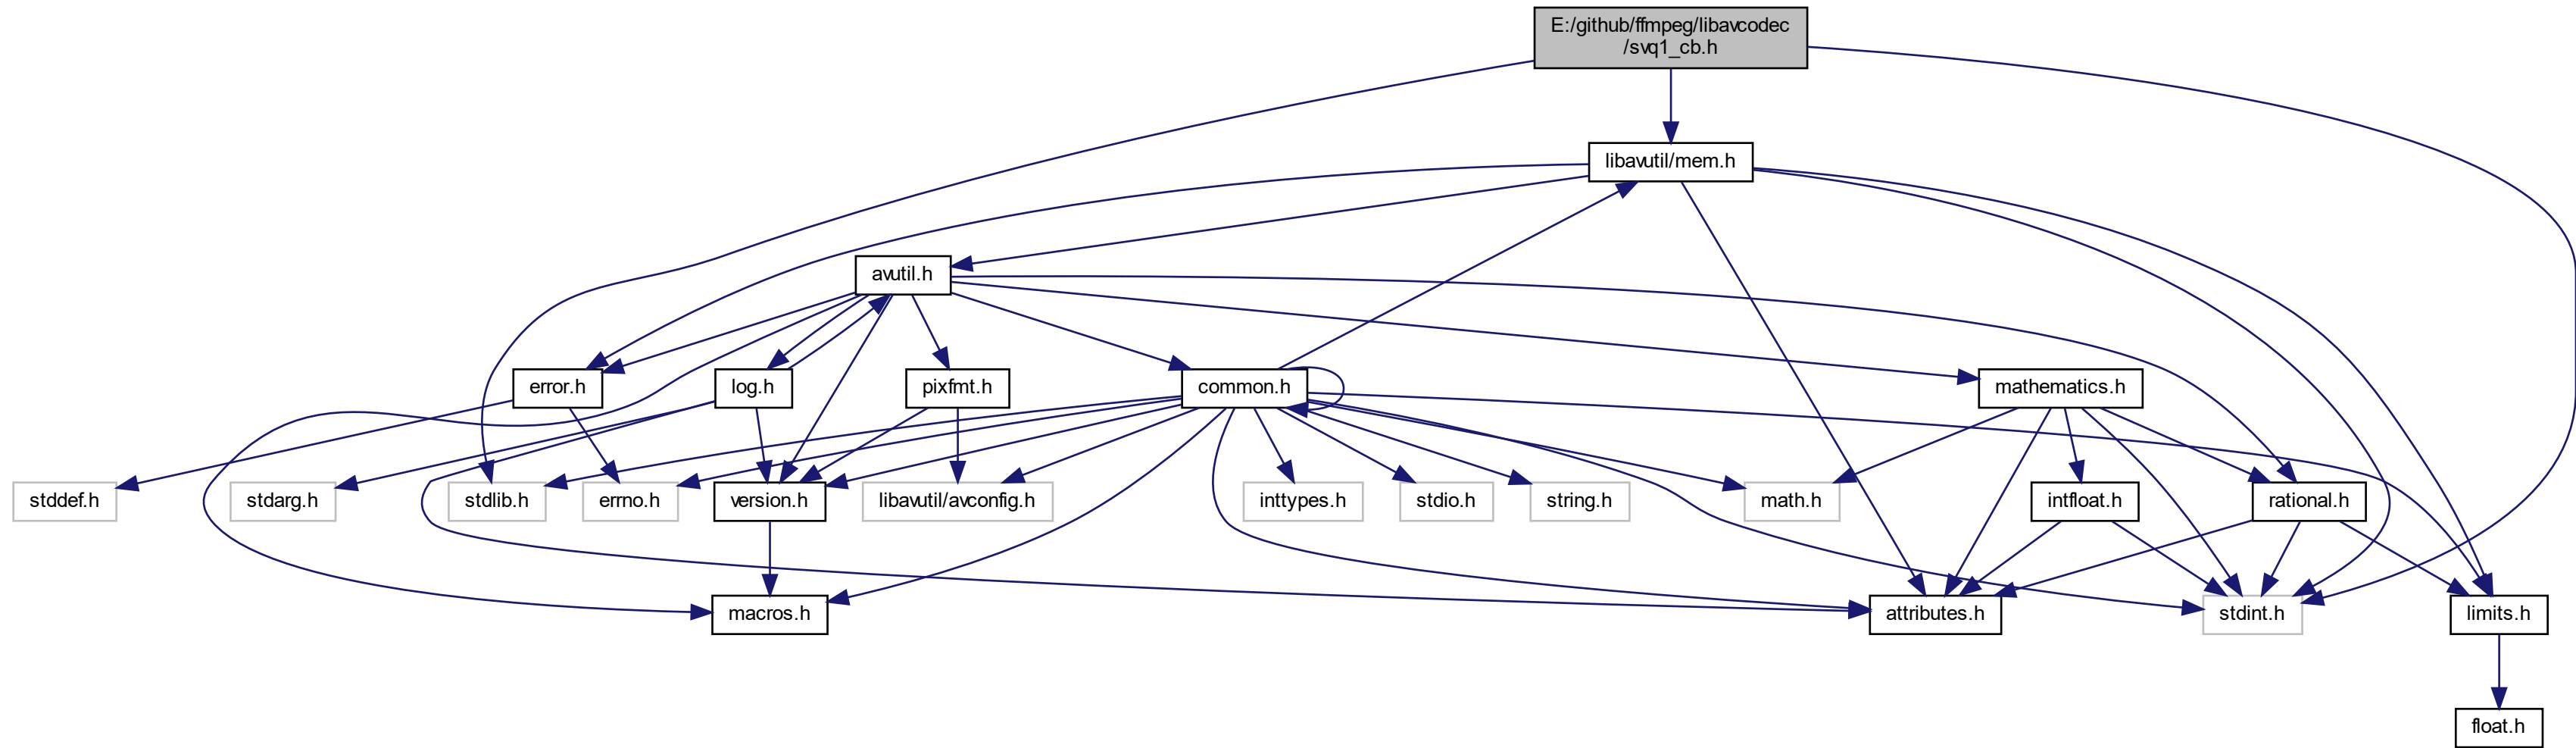 E:/github/ffmpeg/libavcodec
/svq1_cb.h
libavutil/mem.h
avutil.h
error.h
log.h
pixfmt.h
common.h
mathematics.h
stddef.h
stdarg.h
stdlib.h
errno.h
version.h
libavutil/avconfig.h
inttypes.h
stdio.h
string.h
math.h
intfloat.h
rational.h
macros.h
attributes.h
stdint.h
limits.h
float.h